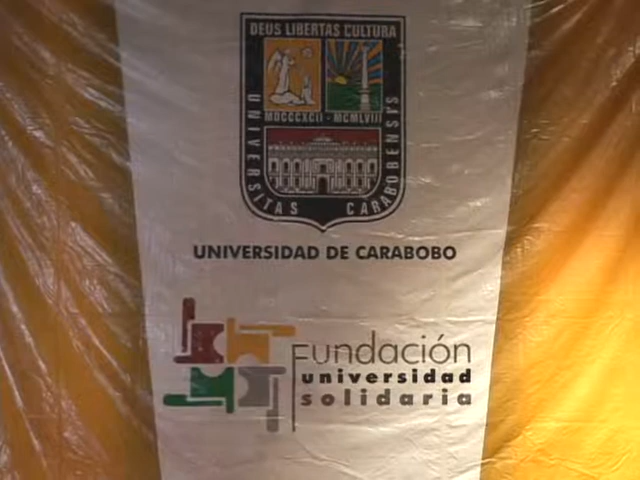 DEUS LIBERTAS CULTURA
MDCCCXCII - MCMLVIII
UNIVERSITAS CARABOBENSIS
UNIVERSIDAD DE CARABOBO
Fundación
universidad
solidaria